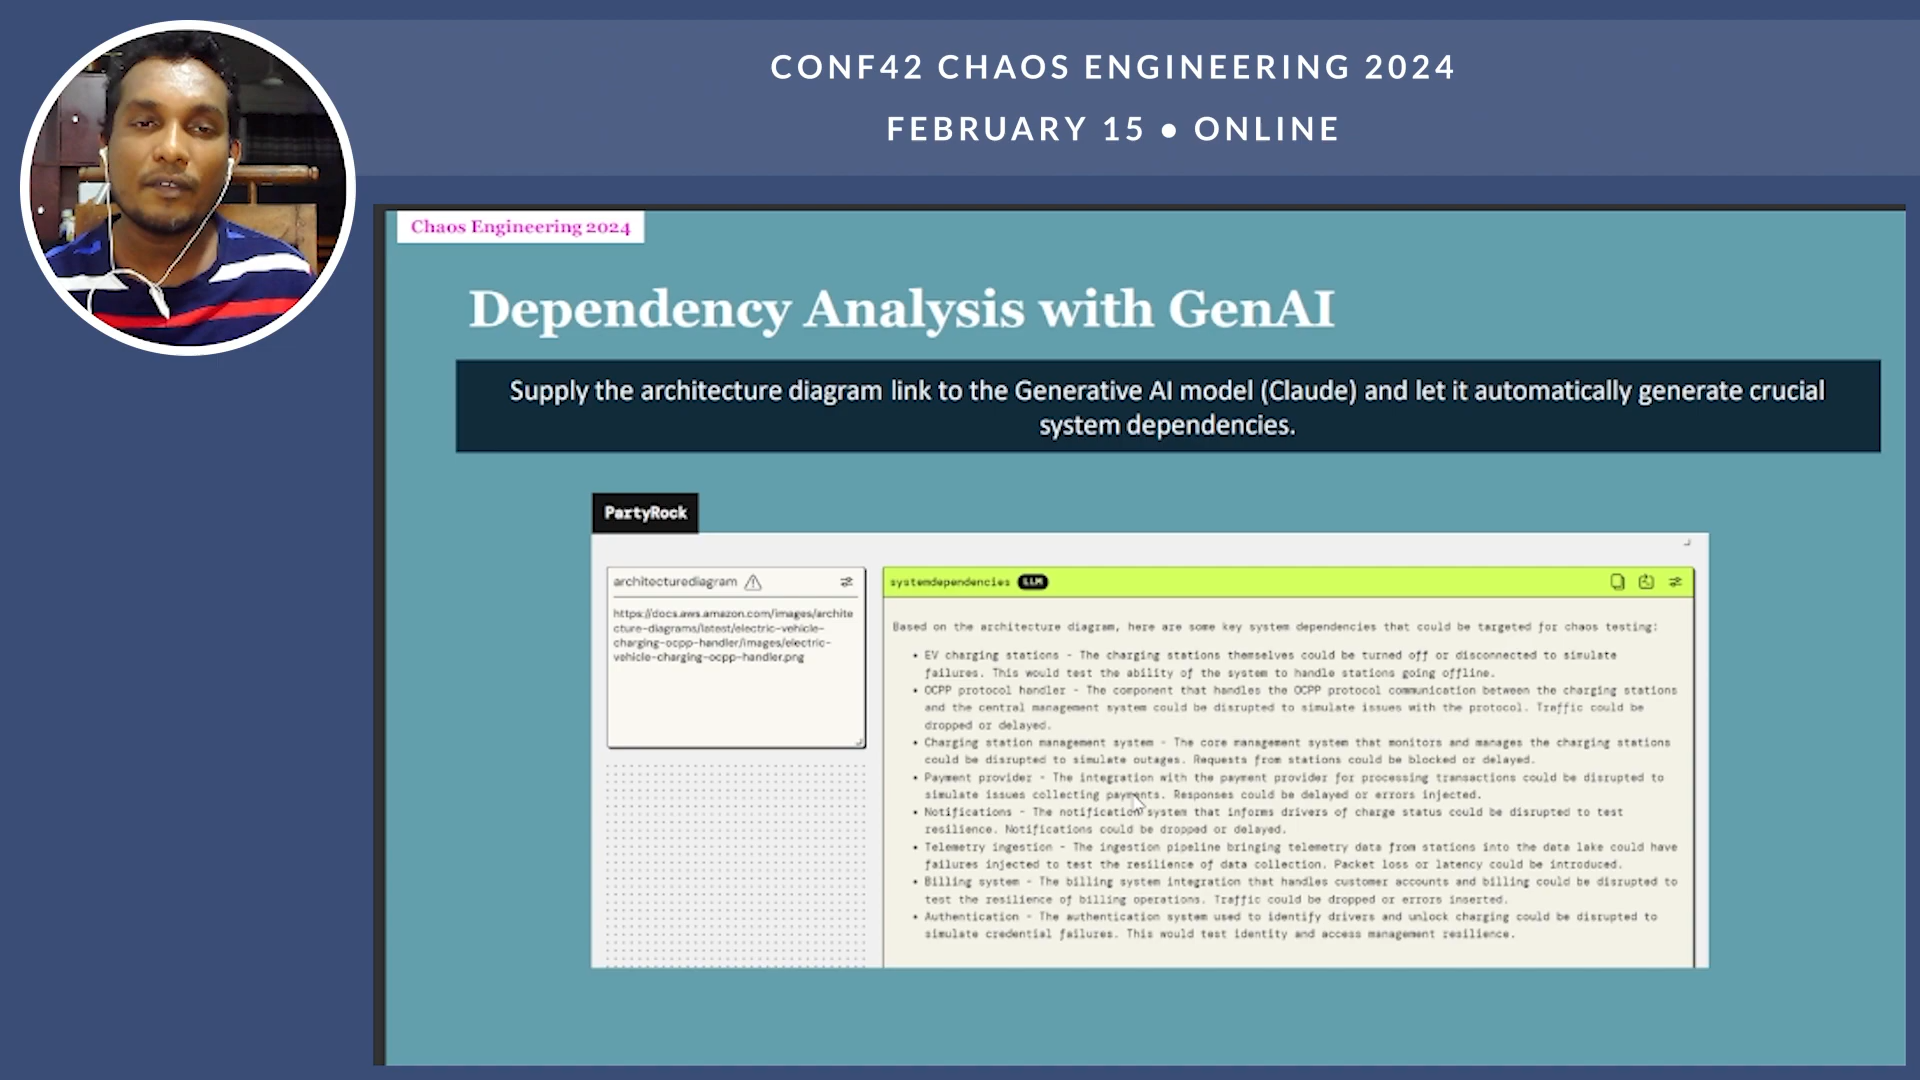 CONF42 CHAOS ENGINEERING 2024
FEBRUARY 15 • ONLINE
Chaos Engineering 2024
Dependency Analysis with GenAI
Supply the architecture diagram link to the Generative AI model (Claude) and let it automatically generate crucial
system dependencies.
PartyRock
architecturediagram
https://docs.aws.amazon.com/images/archite
cture-diagrams/latest/electric-vehicle-
charging-ocpp-handler/images/electric-
vehicle-charging-ocpp-handler.png
systemdependencies LLM
Based on the architecture diagram, here are some key system dependencies that could be targeted for chaos testing:
• EV charging stations - The charging stations themselves could be turned off or disconnected to simulate
failures. This would test the ability of the system to handle stations going offline.
• OCPP protocol handler - The component that handles the OCPP protocol communication between the charging stations
and the central management system could be disrupted to simulate issues with the protocol. Traffic could be
dropped or delayed.
• Charging station management system - The core management system that monitors and manages the charging stations
could be disrupted to simulate outages. Requests from stations could be blocked or delayed.
• Payment provider - The integration with the payment provider for processing transactions could be disrupted to
simulate issues collecting payments. Responses could be delayed or errors injected.
• Notifications - The notification system that informs drivers of charge status could be disrupted to test
resilience. Notifications could be dropped or delayed.
• Telemetry ingestion - The ingestion pipeline bringing telemetry data from stations into the data lake could have
failures injected to test the resilience of data collection. Packet loss or latency could be introduced.
• Billing system - The billing system integration that handles customer accounts and billing could be disrupted to
test the resilience of billing operations. Traffic could be dropped or errors inserted.
• Authentication - The authentication system used to identify drivers and unlock charging could be disrupted to
simulate credential failures. This would test identity and access management resilience.